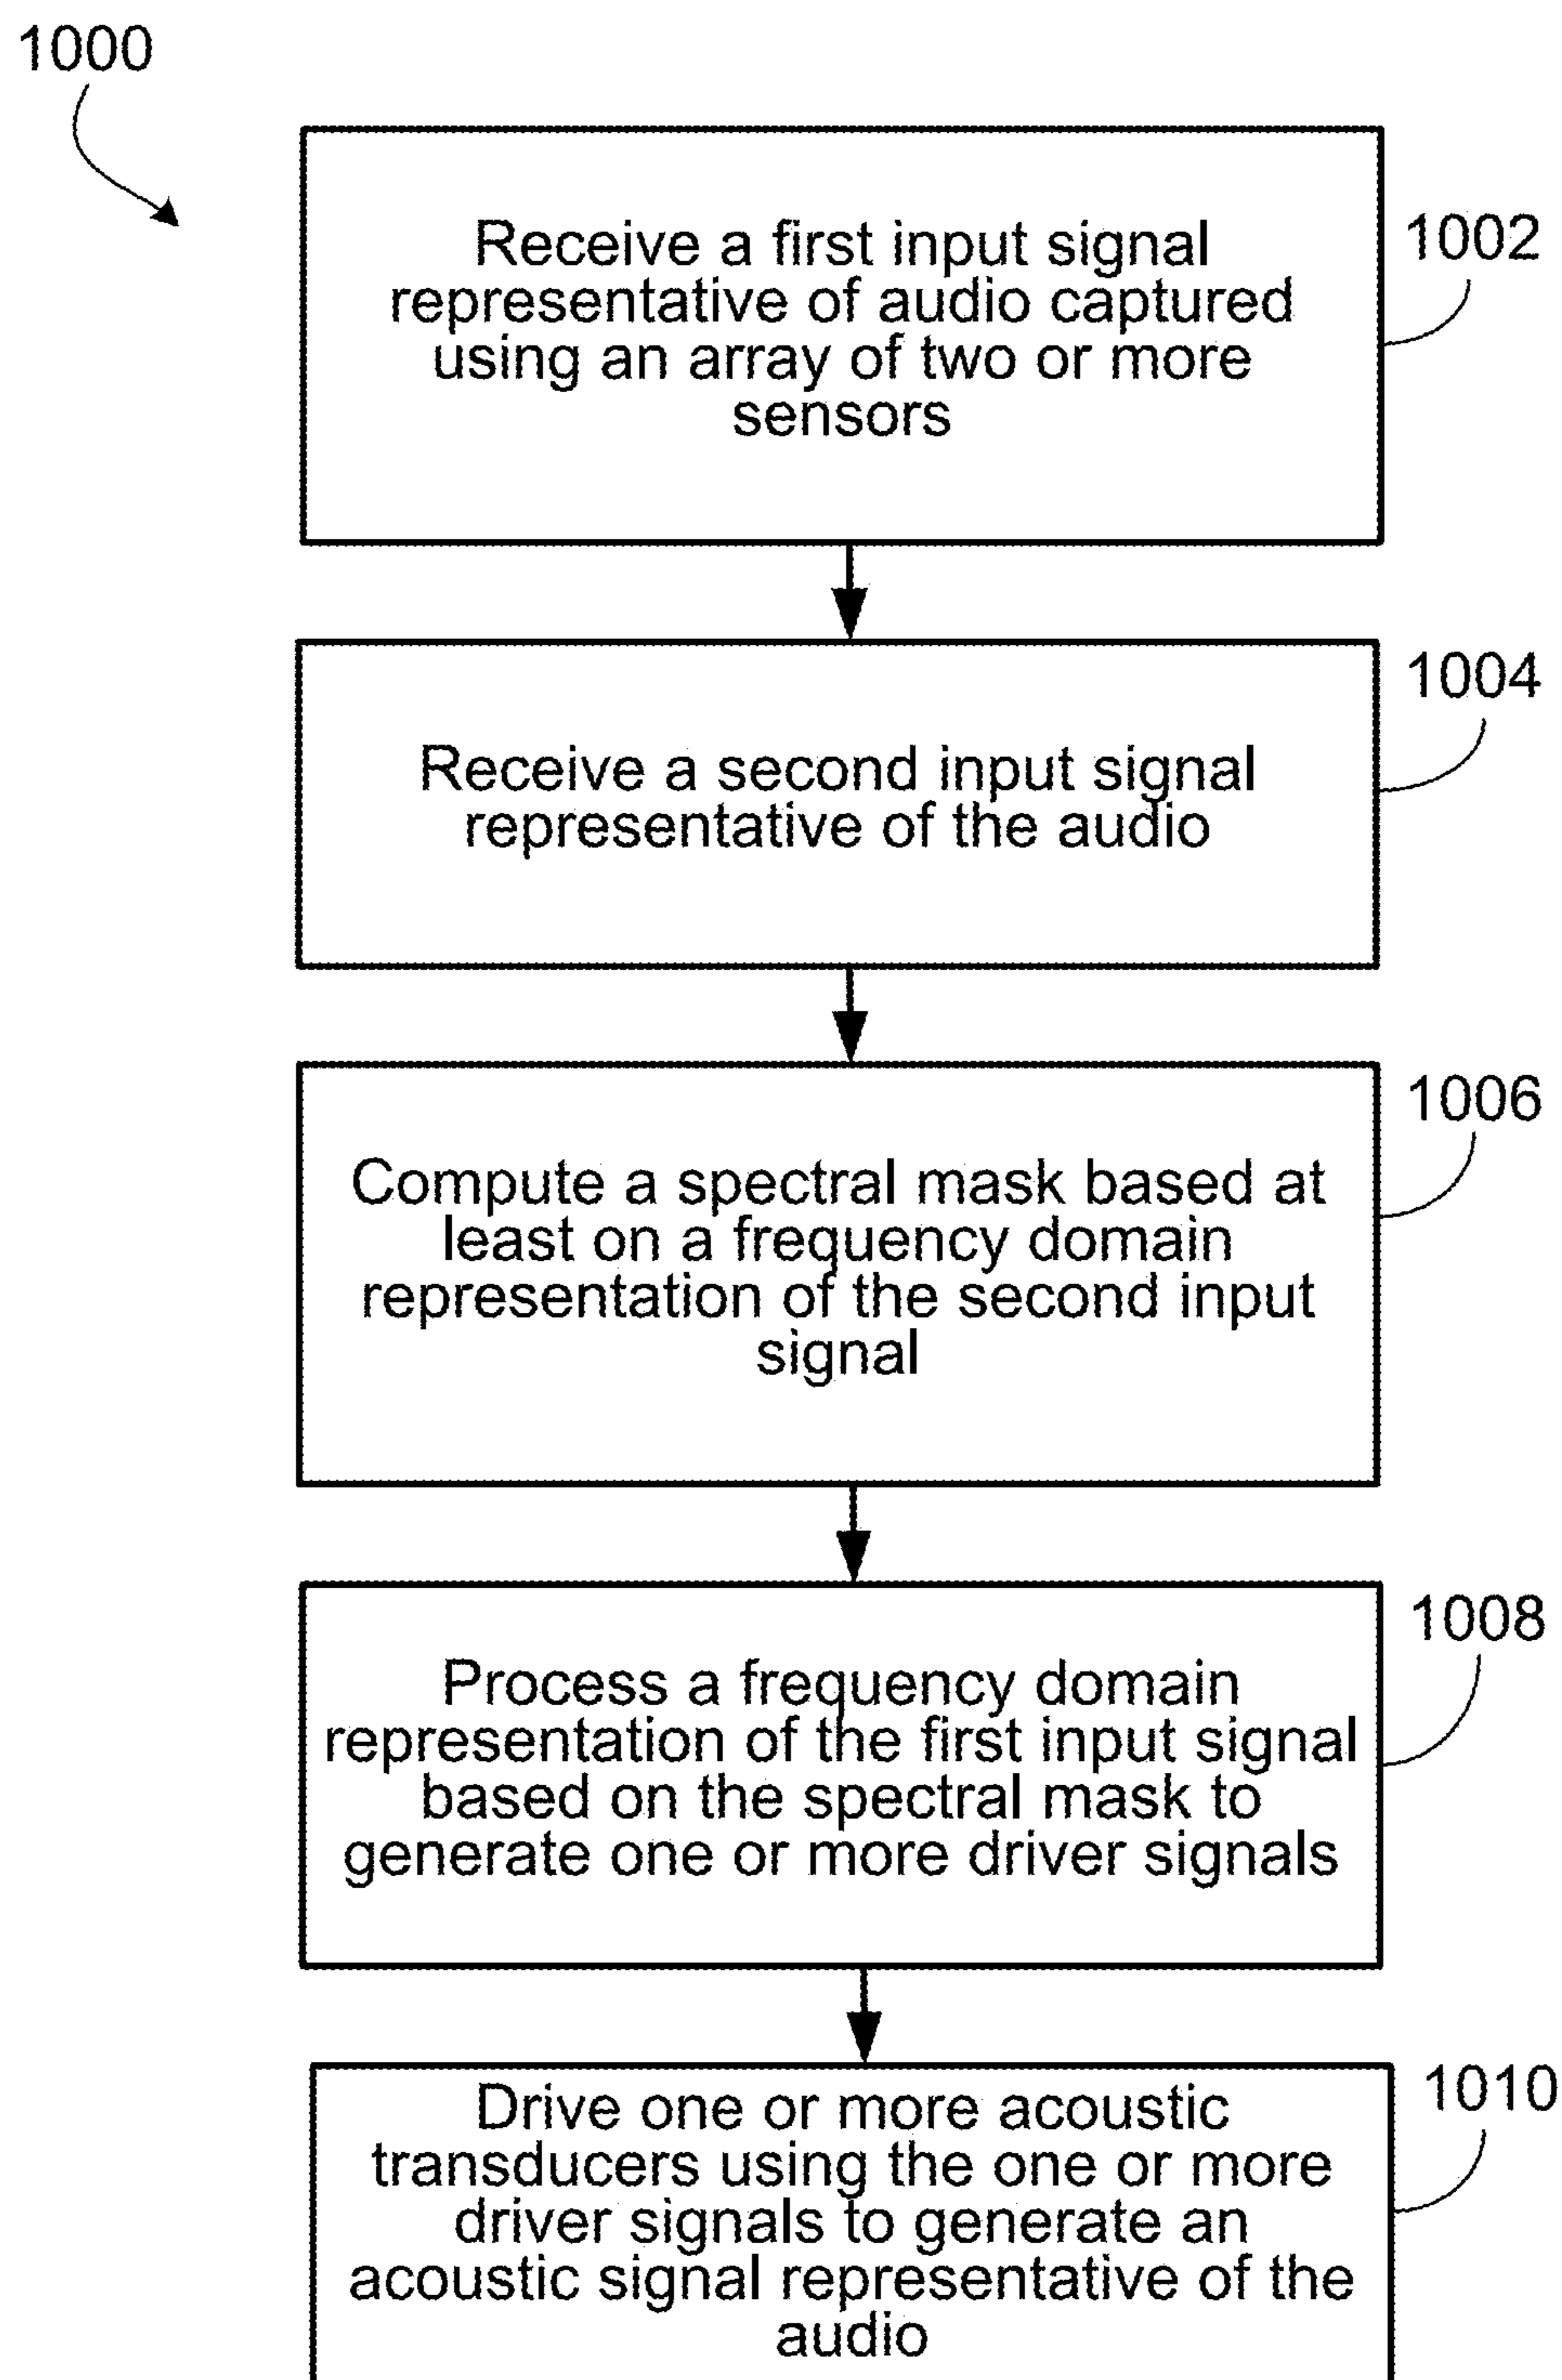 1000
Receive a first input signal
representative of audio captured
using an array of two or more
sensors
1002
Receive a second input signal
representative of the audio
1004
Compute a spectral mask based at
least on a frequency domain
representation of the second input
signal
1006
Process a frequency domain
representation of the first input signal
based on the spectral mask to
generate one or more driver signals
1008
Drive one or more acoustic
transducers using the one or more
driver signals to generate an
acoustic signal representative of the
audio
1010